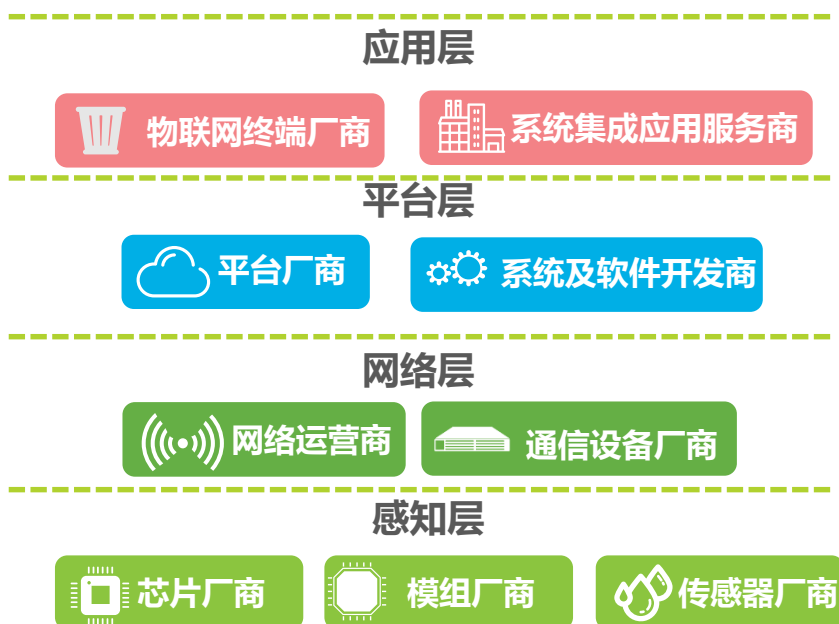 应用层
物联网终端厂商
系统集成应用服务商
平台层
平台厂商
系统及软件开发商
网络层
网络运营商
通信设备厂商
感知层
芯片厂商
模组厂商
传感器厂商